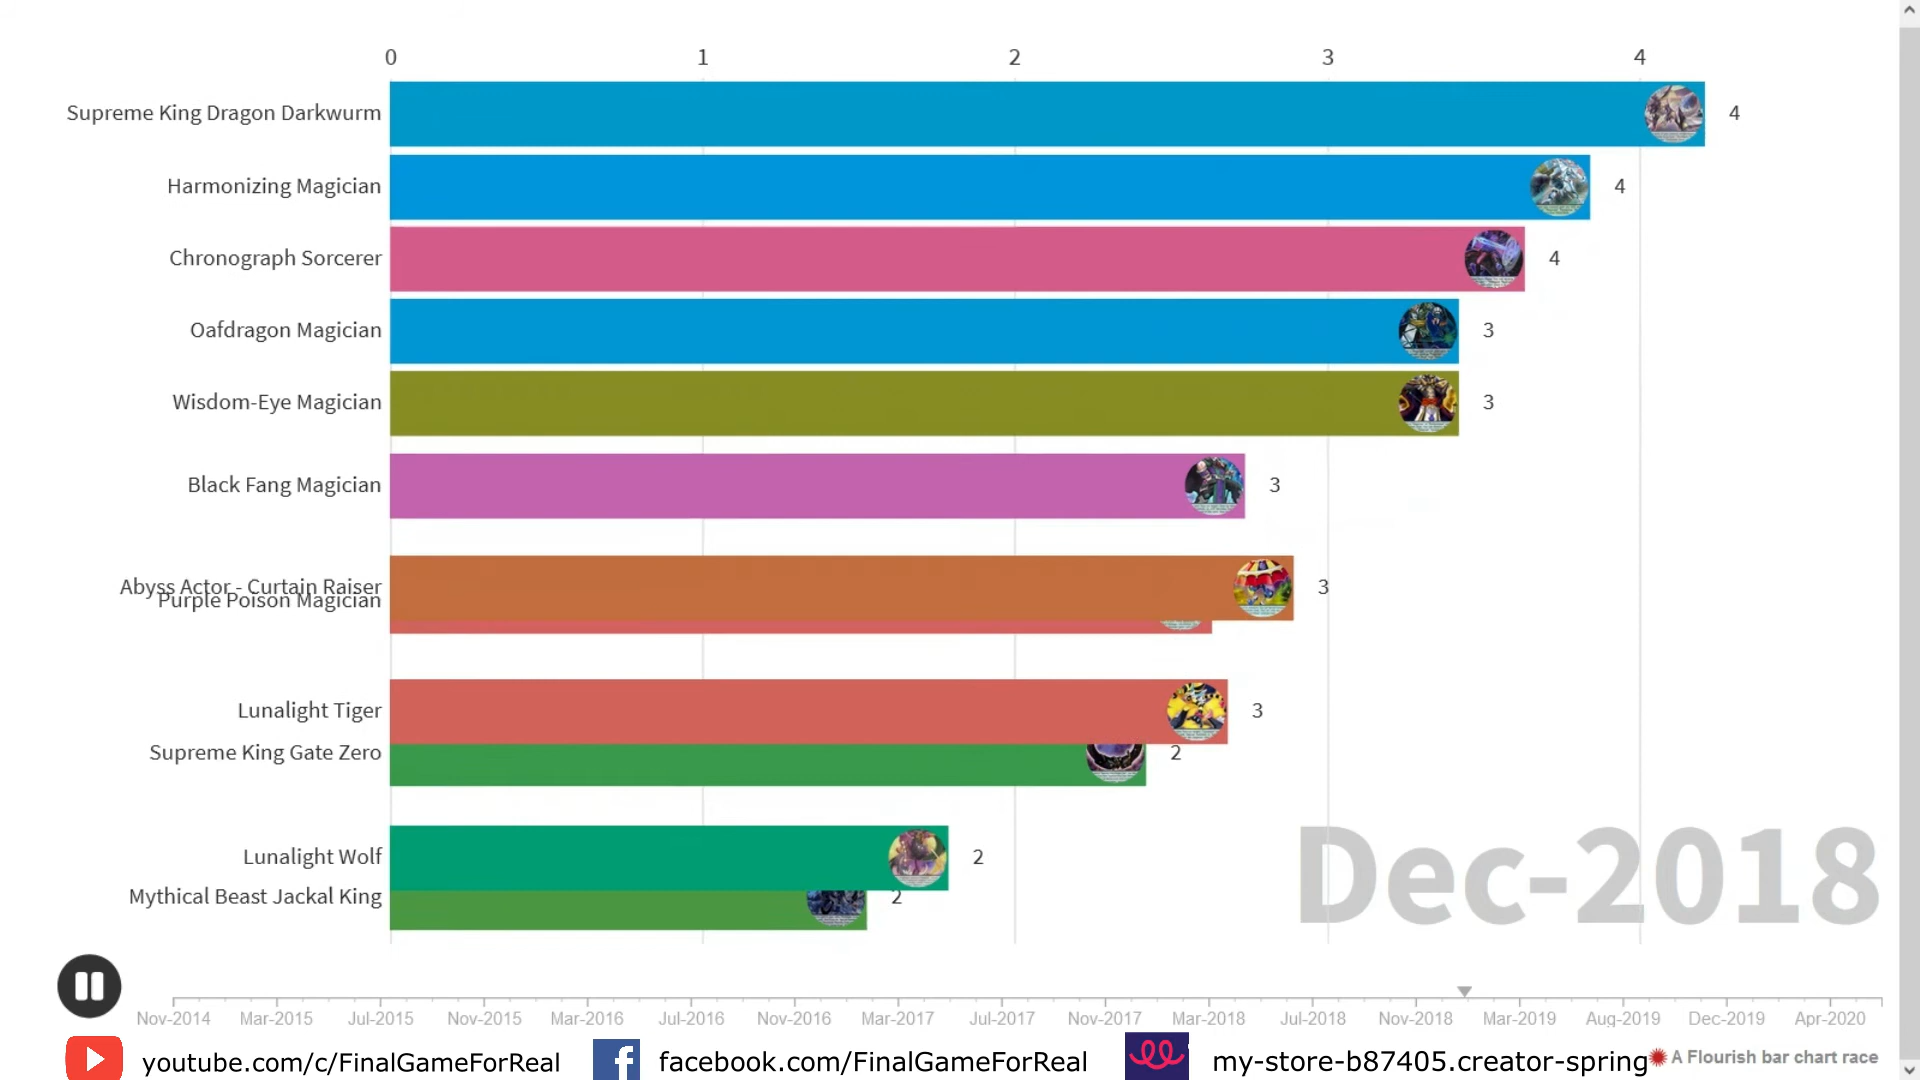 0 1 2 3 4
Supreme King Dragon Darkwurm 4
Harmonizing Magician 4
Chronograph Sorcerer 4
Oafdragon Magician 3
Wisdom-Eye Magician 3
Black Fang Magician 3
Abyss Actor - Curtain Raiser 3
Purple Poison Magician
Lunalight Tiger 3
Supreme King Gate Zero 2
Lunalight Wolf 2
Mythical Beast Jackal King 2
Dec-2018
Nov-2014 Mar-2015 Jul-2015 Nov-2015 Mar-2016 Jul-2016 Nov-2016 Mar-2017 Jul-2017 Nov-2017 Mar-2018 Jul-2018 Nov-2018 Mar-2019 Aug-2019 Dec-2019 Apr-2020
youtube.com/c/FinalGameForReal facebook.com/FinalGameForReal my-store-b87405.creator-spring A Flourish bar chart race